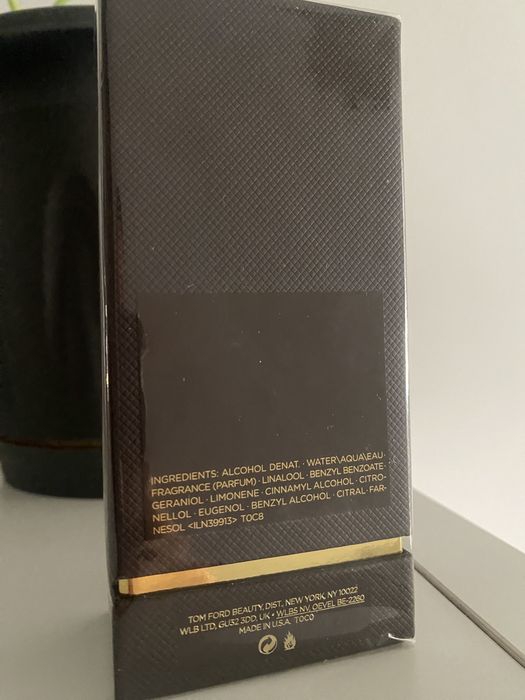 INGREDIENTS: ALCOHOL DENAT. · WATER\AQUA\EAU ·
FRAGRANCE (PARFUM) · LINALOOL · BENZYL BENZOATE ·
GERANIOL · LIMONENE · CINNAMYL ALCOHOL · CITRO-
NELLOL · EUGENOL · BENZYL ALCOHOL · CITRAL · FAR-
NESOL <ILN39913> T0C8
TOM FORD BEAUTY, DIST. NEW YORK, NY 10022
WLB LTD, GU32 3DD, UK • WLBS NV, OEVEL BE-2260
MADE IN U.S.A. T0C0